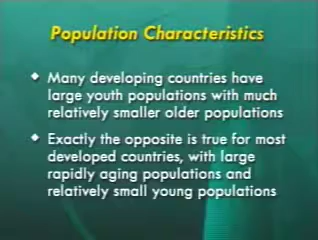 Population Characteristics
Many developing countries have
large youth populations with much
relatively smaller older populations
Exactly the opposite is true for most
developed countries, with large
rapidly aging populations and
relatively small young populations